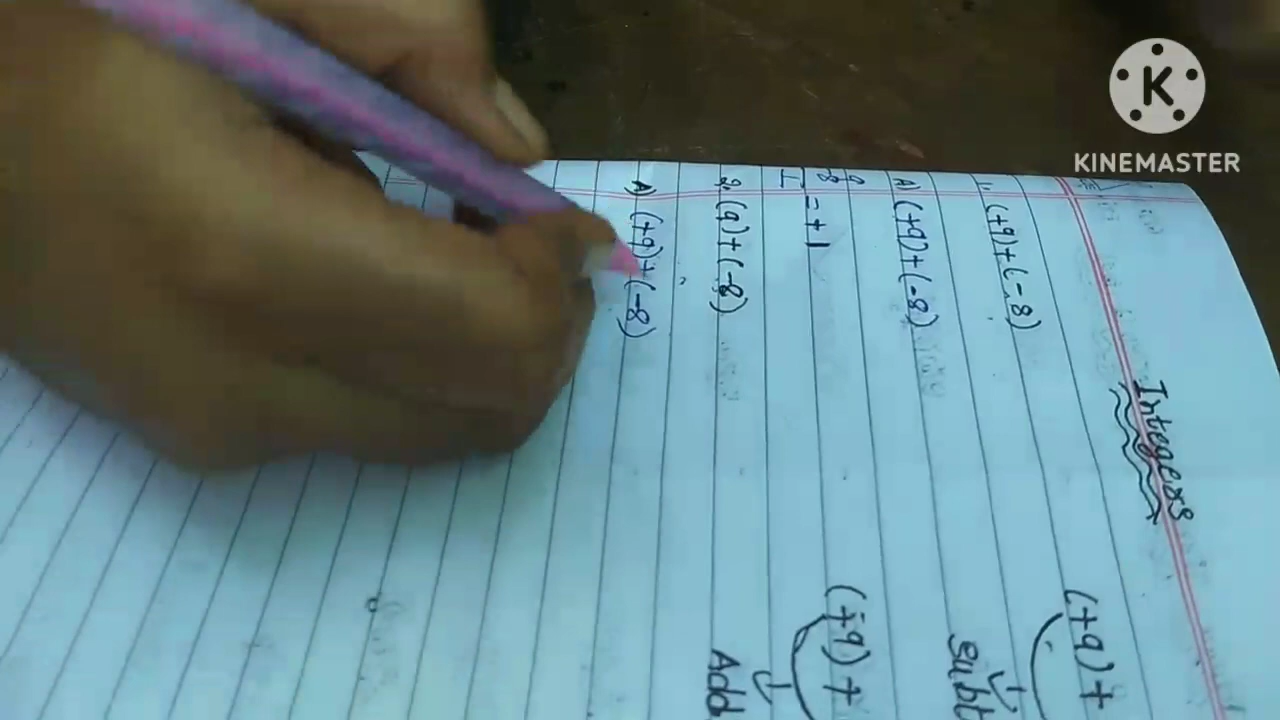 Integers
1. (+9)+(-8)
A) (+9)+(-8)
9
-8 = +1
1
2. (9)+(-8)
A) (+9)+(-8)
(+9)+
subt
(+9)+
Add
KINEMASTER